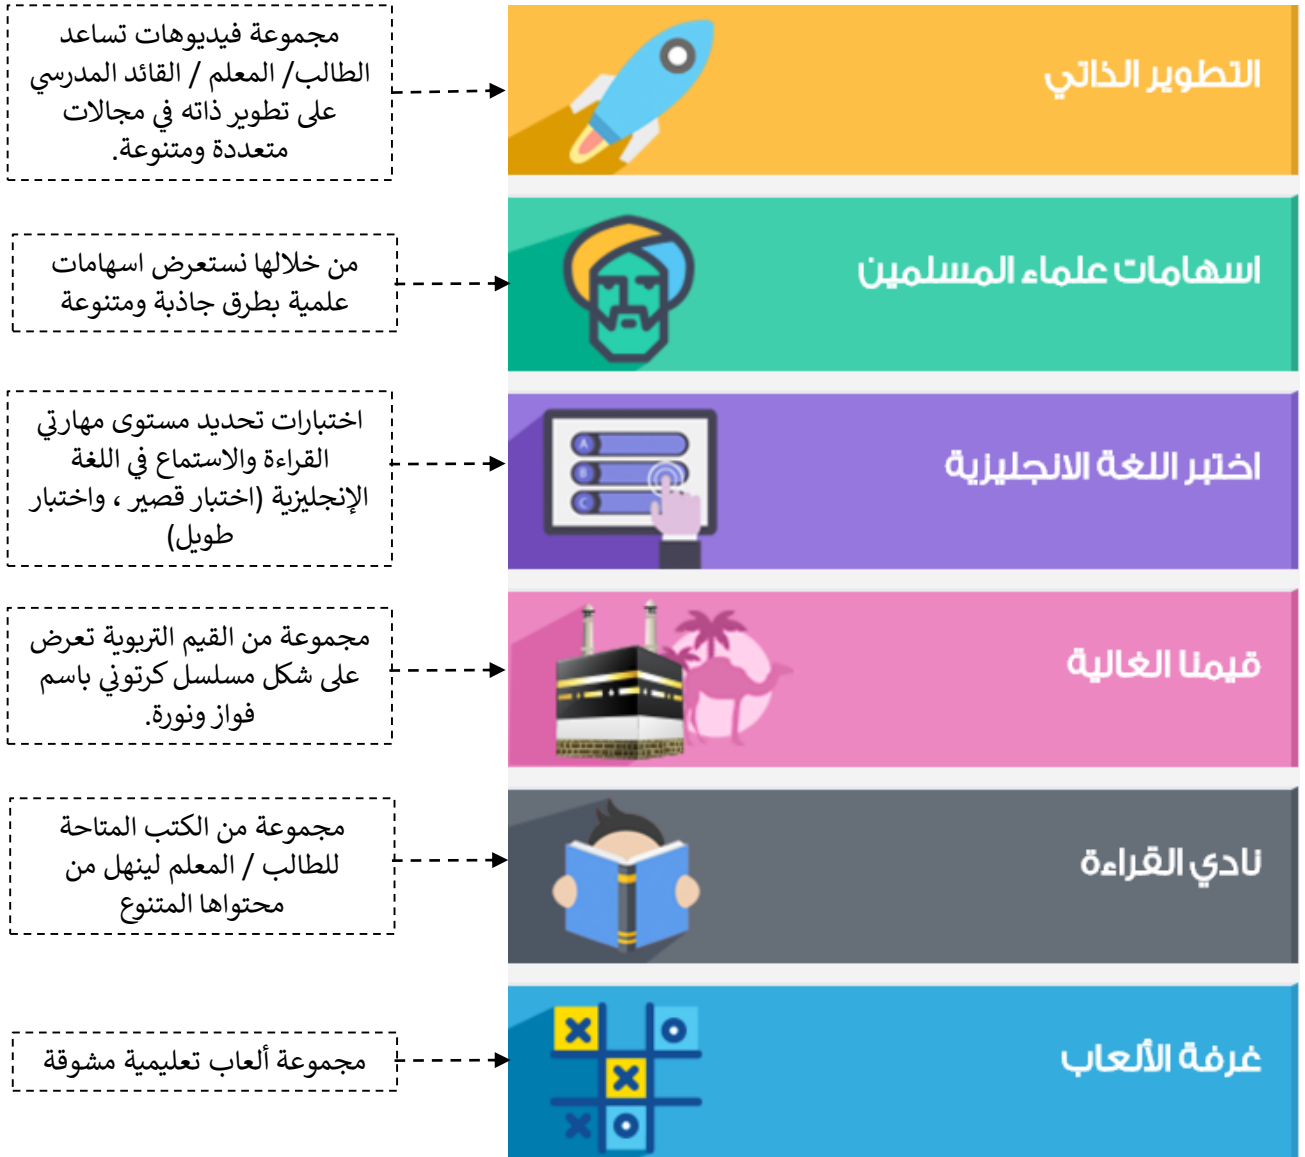 التطوير الذاتي
مجموعة فيديوهات تساعد
الطالب/ المعلم / القائد المدرسي
على تطوير ذاته في مجالات
متعددة ومتنوعة.
اسهامات علماء المسلمين
من خلالها نستعرض اسهامات
علمية بطرق جاذبة ومتنوعة
اختبر اللغة الانجليزية
A
B
C
اختبارات تحديد مستوى مهارتي
القراءة والاستماع في اللغة
الإنجليزية (اختبار قصير ، واختبار
طويل)
قيمنا الغالية
مجموعة من القيم التربوية تعرض
على شكل مسلسل كرتوني باسم
فواز ونورة.
نادي القراءة
مجموعة من الكتب المتاحة
للطالب / المعلم لينهل من
محتواها المتنوع
غرفة الألعاب
مجموعة ألعاب تعليمية مشوقة